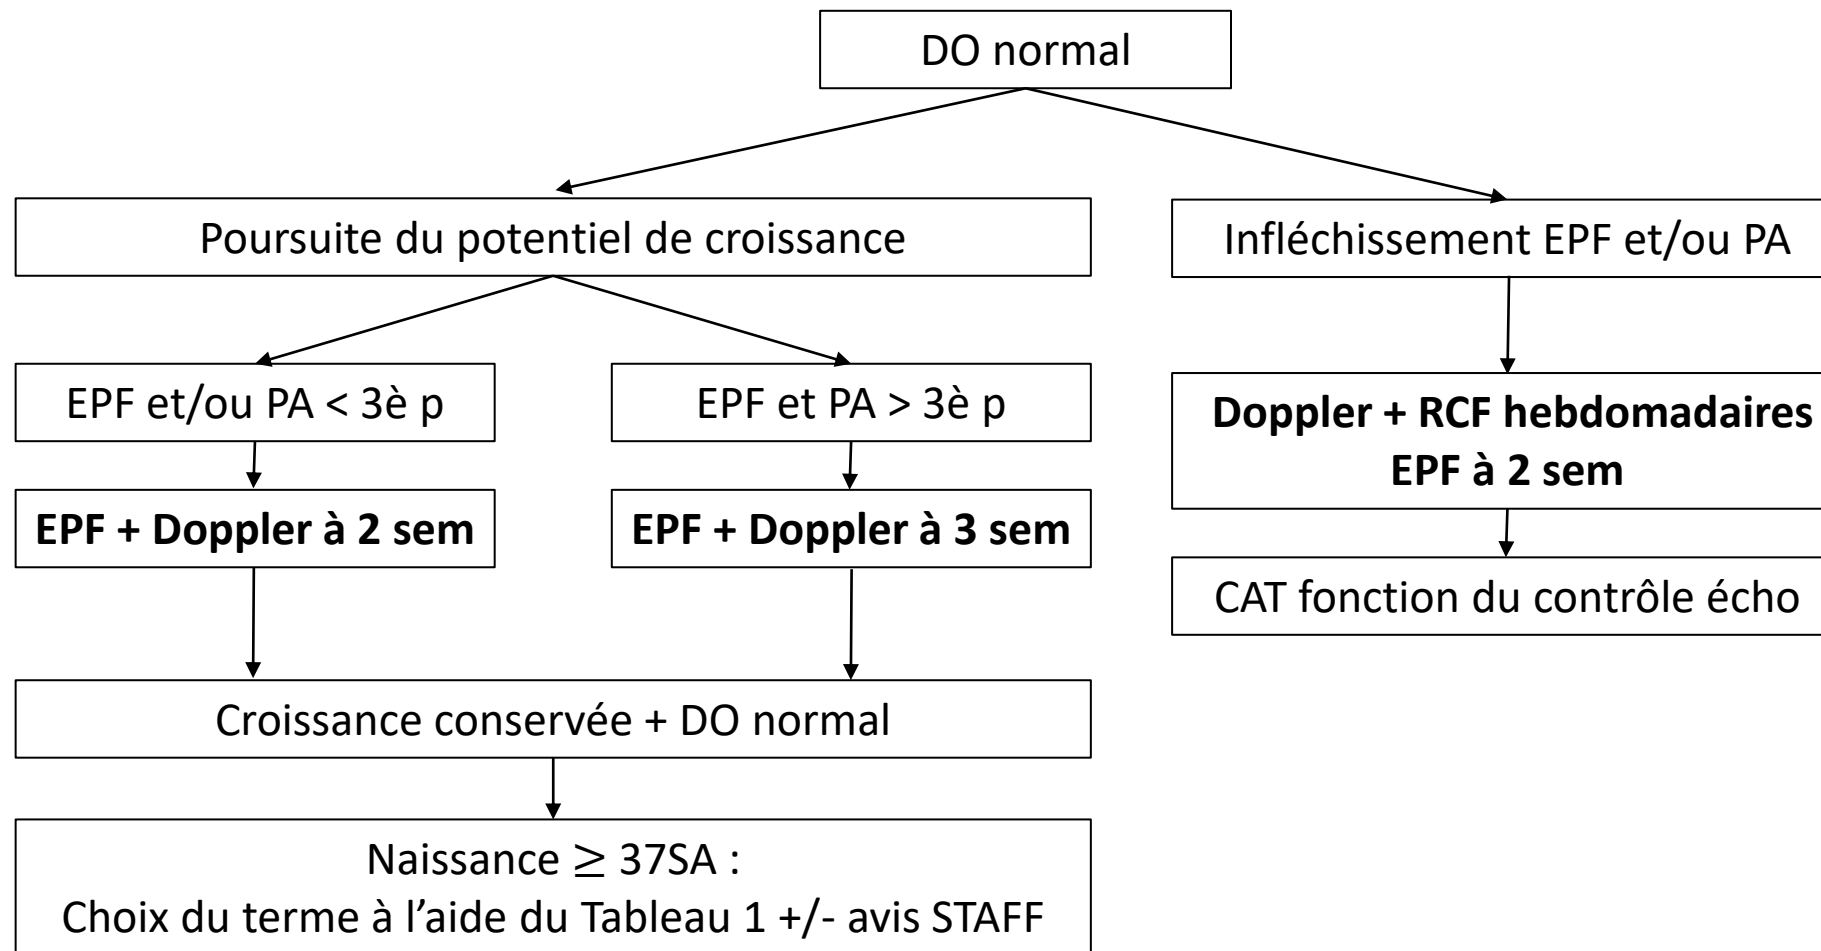 DO normal
Poursuite du potentiel de croissance
Infléchissement EPF et/ou PA
EPF et/ou PA < 3è p
EPF et PA > 3è p
Doppler + RCF hebdomadaires
EPF à 2 sem
EPF + Doppler à 2 sem
EPF + Doppler à 3 sem
CAT fonction du contrôle écho
Croissance conservée + DO normal
Naissance ≥ 37SA :
Choix du terme à l’aide du Tableau 1 +/- avis STAFF